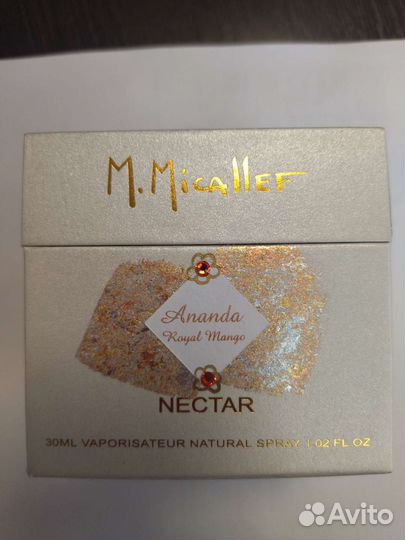 M. Micallef
Ananda
Royal Mango
NECTAR
30ML VAPORISATEUR NATURAL SPRAY 1.02 FL OZ
Avito